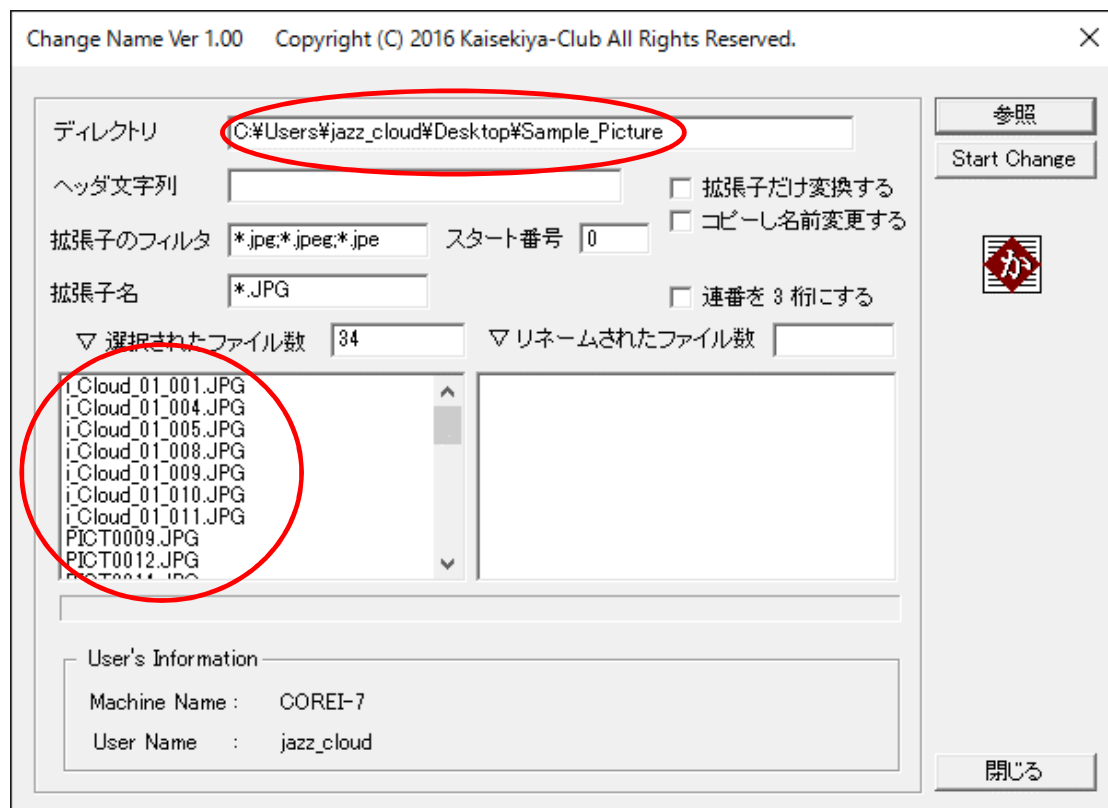 Change Name Ver 1.00 Copyright (C) 2016 Kaisekiya-Club All Rights Reserved.
ディレクトリ C:¥Users¥jazz_cloud¥Desktop¥Sample_Picture
参照
Start Change
ヘッダ文字列
拡張子だけ変換する
コピーし名前変更する
拡張子のフィルタ *.jpg;*.jpeg;*.jpe スタート番号 0
か
拡張子名 *.JPG
連番を 3 桁にする
▽ 選択されたファイル数 34 ▽ リネームされたファイル数
i_Cloud_01_001.JPG
i_Cloud_01_004.JPG
i_Cloud_01_005.JPG
i_Cloud_01_008.JPG
i_Cloud_01_009.JPG
i_Cloud_01_010.JPG
i_Cloud_01_011.JPG
PICT0009.JPG
PICT0012.JPG
User's Information
Machine Name : COREI-7
User Name : jazz_cloud
閉じる